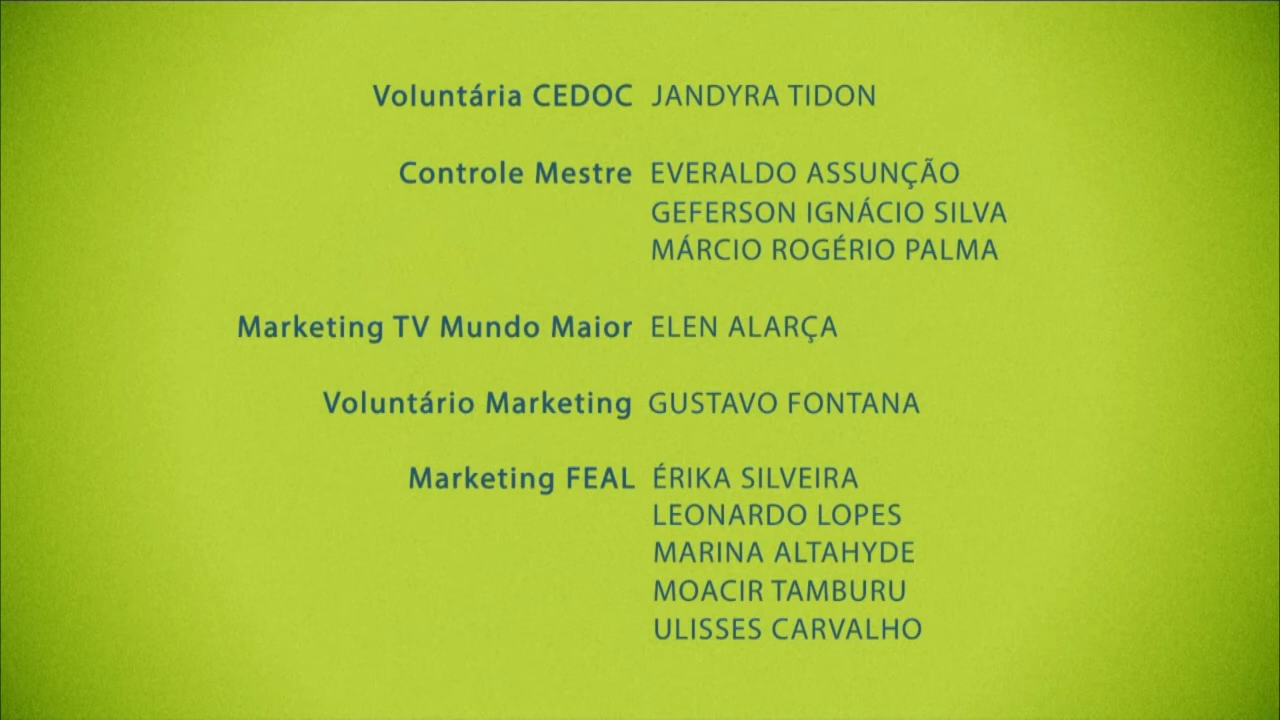 Voluntária CEDOC JANDYRA TIDON
Controle Mestre EVERALDO ASSUNÇÃO
GEFERSON IGNÁCIO SILVA
MÁRCIO ROGÉRIO PALMA
Marketing TV Mundo Maior ELEN ALARÇA
Voluntário Marketing GUSTAVO FONTANA
Marketing FEAL ÉRIKA SILVEIRA
LEONARDO LOPES
MARINA ALTAHYDE
MOACIR TAMBURU
ULISSES CARVALHO